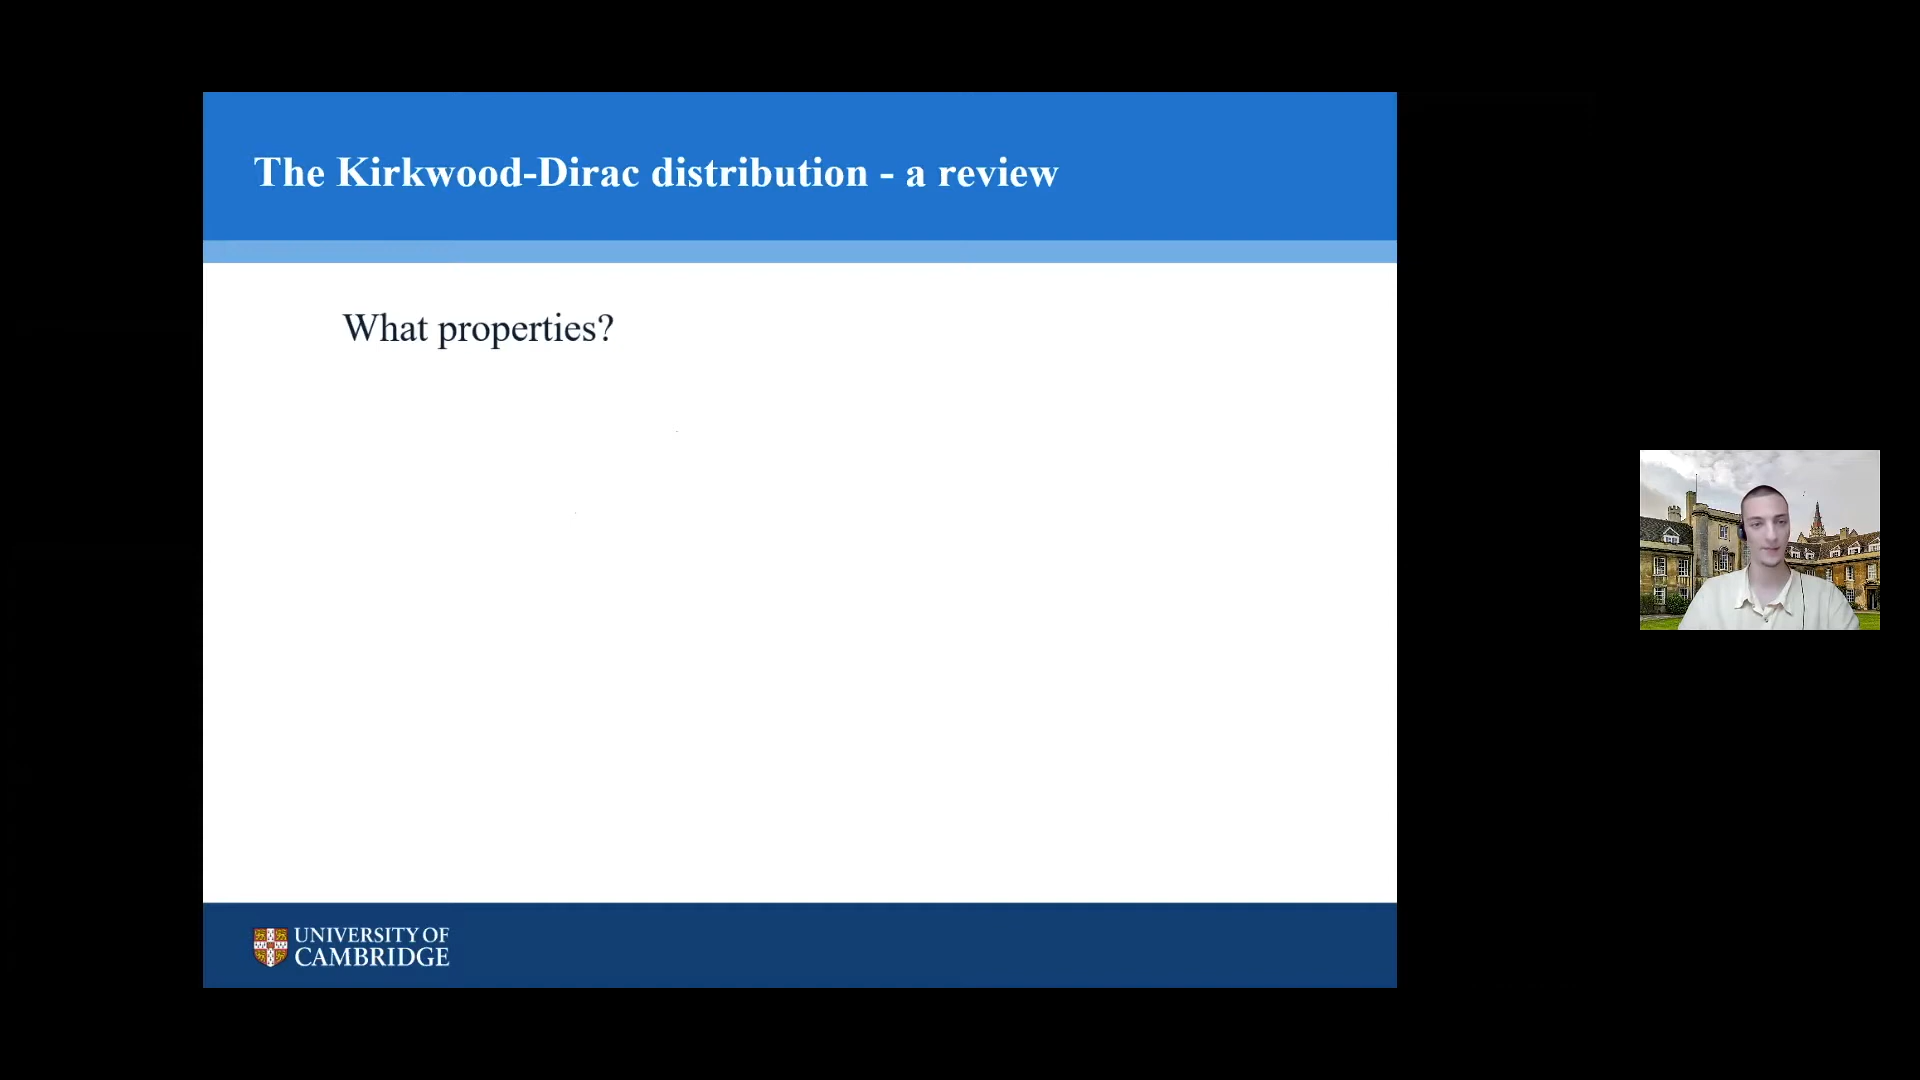 The Kirkwood-Dirac distribution - a review
What properties?
UNIVERSITY OF
CAMBRIDGE